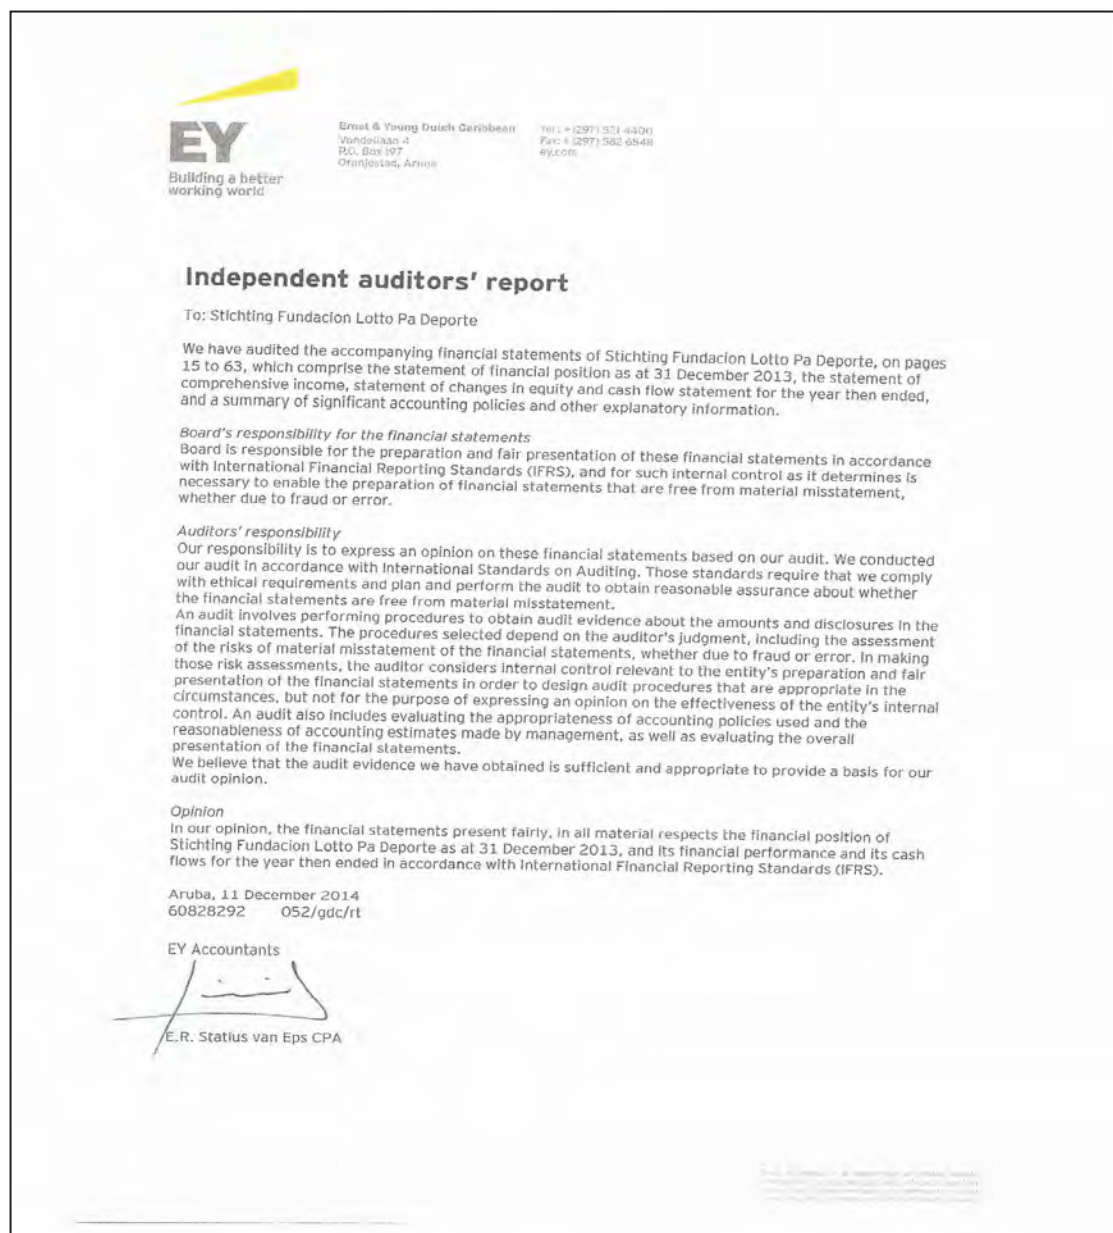 EY
Building a better
working world
Ernst & Young Dutch Caribbean
Vondellaan 4
P.O. Box 197
Oranjestad, Aruba
Tel: + (297) 521 4400
Fax: + (297) 582 6548
ey.com
Independent auditors' report
To: Stichting Fundacion Lotto Pa Deporte
We have audited the accompanying financial statements of Stichting Fundacion Lotto Pa Deporte, on pages
15 to 63, which comprise the statement of financial position as at 31 December 2013, the statement of
comprehensive income, statement of changes in equity and cash flow statement for the year then ended,
and a summary of significant accounting policies and other explanatory information.
Board's responsibility for the financial statements
Board is responsible for the preparation and fair presentation of these financial statements in accordance
with International Financial Reporting Standards (IFRS), and for such internal control as it determines is
necessary to enable the preparation of financial statements that are free from material misstatement,
whether due to fraud or error.
Auditors' responsibility
Our responsibility is to express an opinion on these financial statements based on our audit. We conducted
our audit in accordance with International Standards on Auditing. Those standards require that we comply
with ethical requirements and plan and perform the audit to obtain reasonable assurance about whether
the financial statements are free from material misstatement.
An audit involves performing procedures to obtain audit evidence about the amounts and disclosures in the
financial statements. The procedures selected depend on the auditor's judgment, including the assessment
of the risks of material misstatement of the financial statements, whether due to fraud or error. In making
those risk assessments, the auditor considers internal control relevant to the entity's preparation and fair
presentation of the financial statements in order to design audit procedures that are appropriate in the
circumstances, but not for the purpose of expressing an opinion on the effectiveness of the entity's internal
control. An audit also includes evaluating the appropriateness of accounting policies used and the
reasonableness of accounting estimates made by management, as well as evaluating the overall
presentation of the financial statements.
We believe that the audit evidence we have obtained is sufficient and appropriate to provide a basis for our
audit opinion.
Opinion
In our opinion, the financial statements present fairly, in all material respects the financial position of
Stichting Fundacion Lotto Pa Deporte as at 31 December 2013, and its financial performance and its cash
flows for the year then ended in accordance with International Financial Reporting Standards (IFRS).
Aruba, 11 December 2014
60828292 052/gdc/rt
EY Accountants
E.R. Statius van Eps CPA